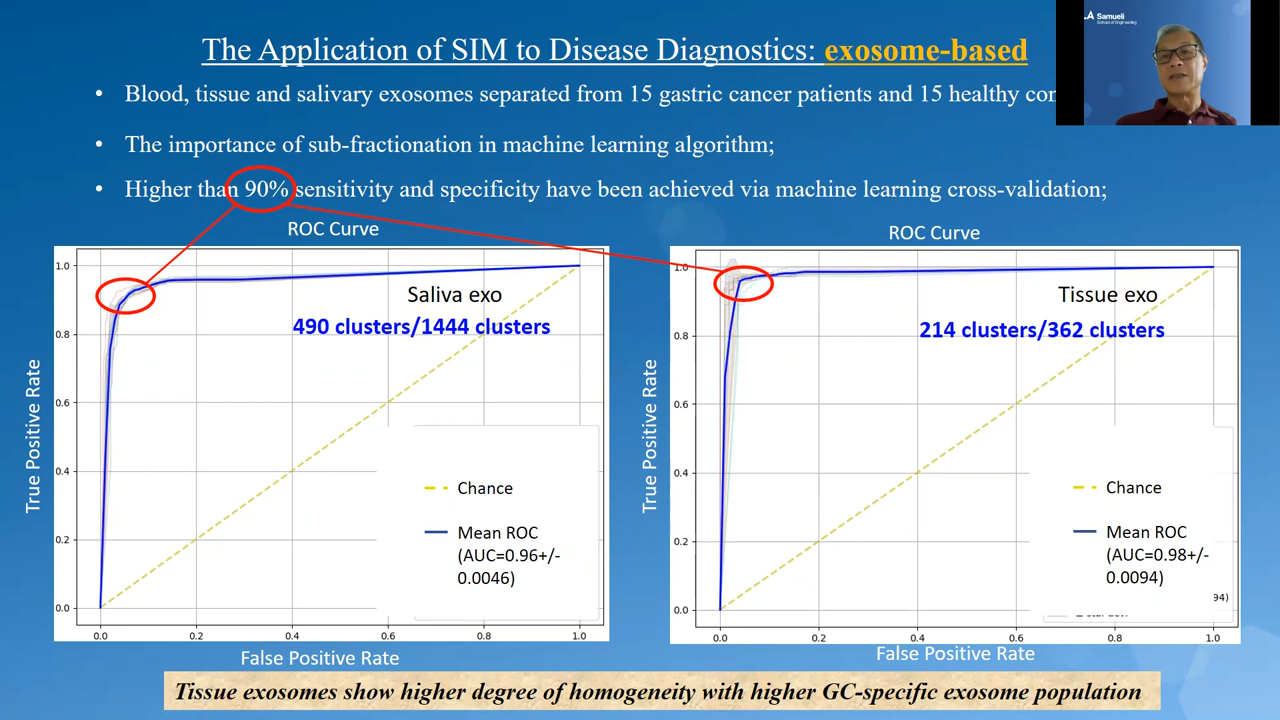 The Application of SIM to Disease Diagnostics: exosome-based
LA Samueli
School of Engineering
• Blood, tissue and salivary exosomes separated from 15 gastric cancer patients and 15 healthy
• The importance of sub-fractionation in machine learning algorithm;
• Higher than 90% sensitivity and specificity have been achieved via machine learning cross-validation;
ROC Curve
1.0
0.8
0.6
0.4
0.2
0.0
0.0 0.2 0.4 0.6 0.8 1.0
True Positive Rate
False Positive Rate
Saliva exo
490 clusters/1444 clusters
Chance
Mean ROC
(AUC=0.96+/-
0.0046)
ROC Curve
1.0
0.8
0.6
0.4
0.2
0.0
0.0 0.2 0.4 0.6 0.8 1.0
True Positive Rate
False Positive Rate
Tissue exo
214 clusters/362 clusters
Chance
Mean ROC
(AUC=0.98+/-
0.0094)
94)
Tissue exosomes show higher degree of homogeneity with higher GC-specific exosome population